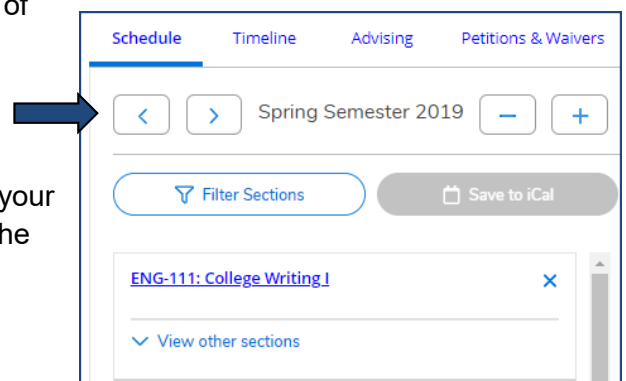 of
Schedule Timeline Advising Petitions & Waivers
Spring Semester 2019
your
Filter Sections Save to iCal
ENG-111: College Writing I
View other sections